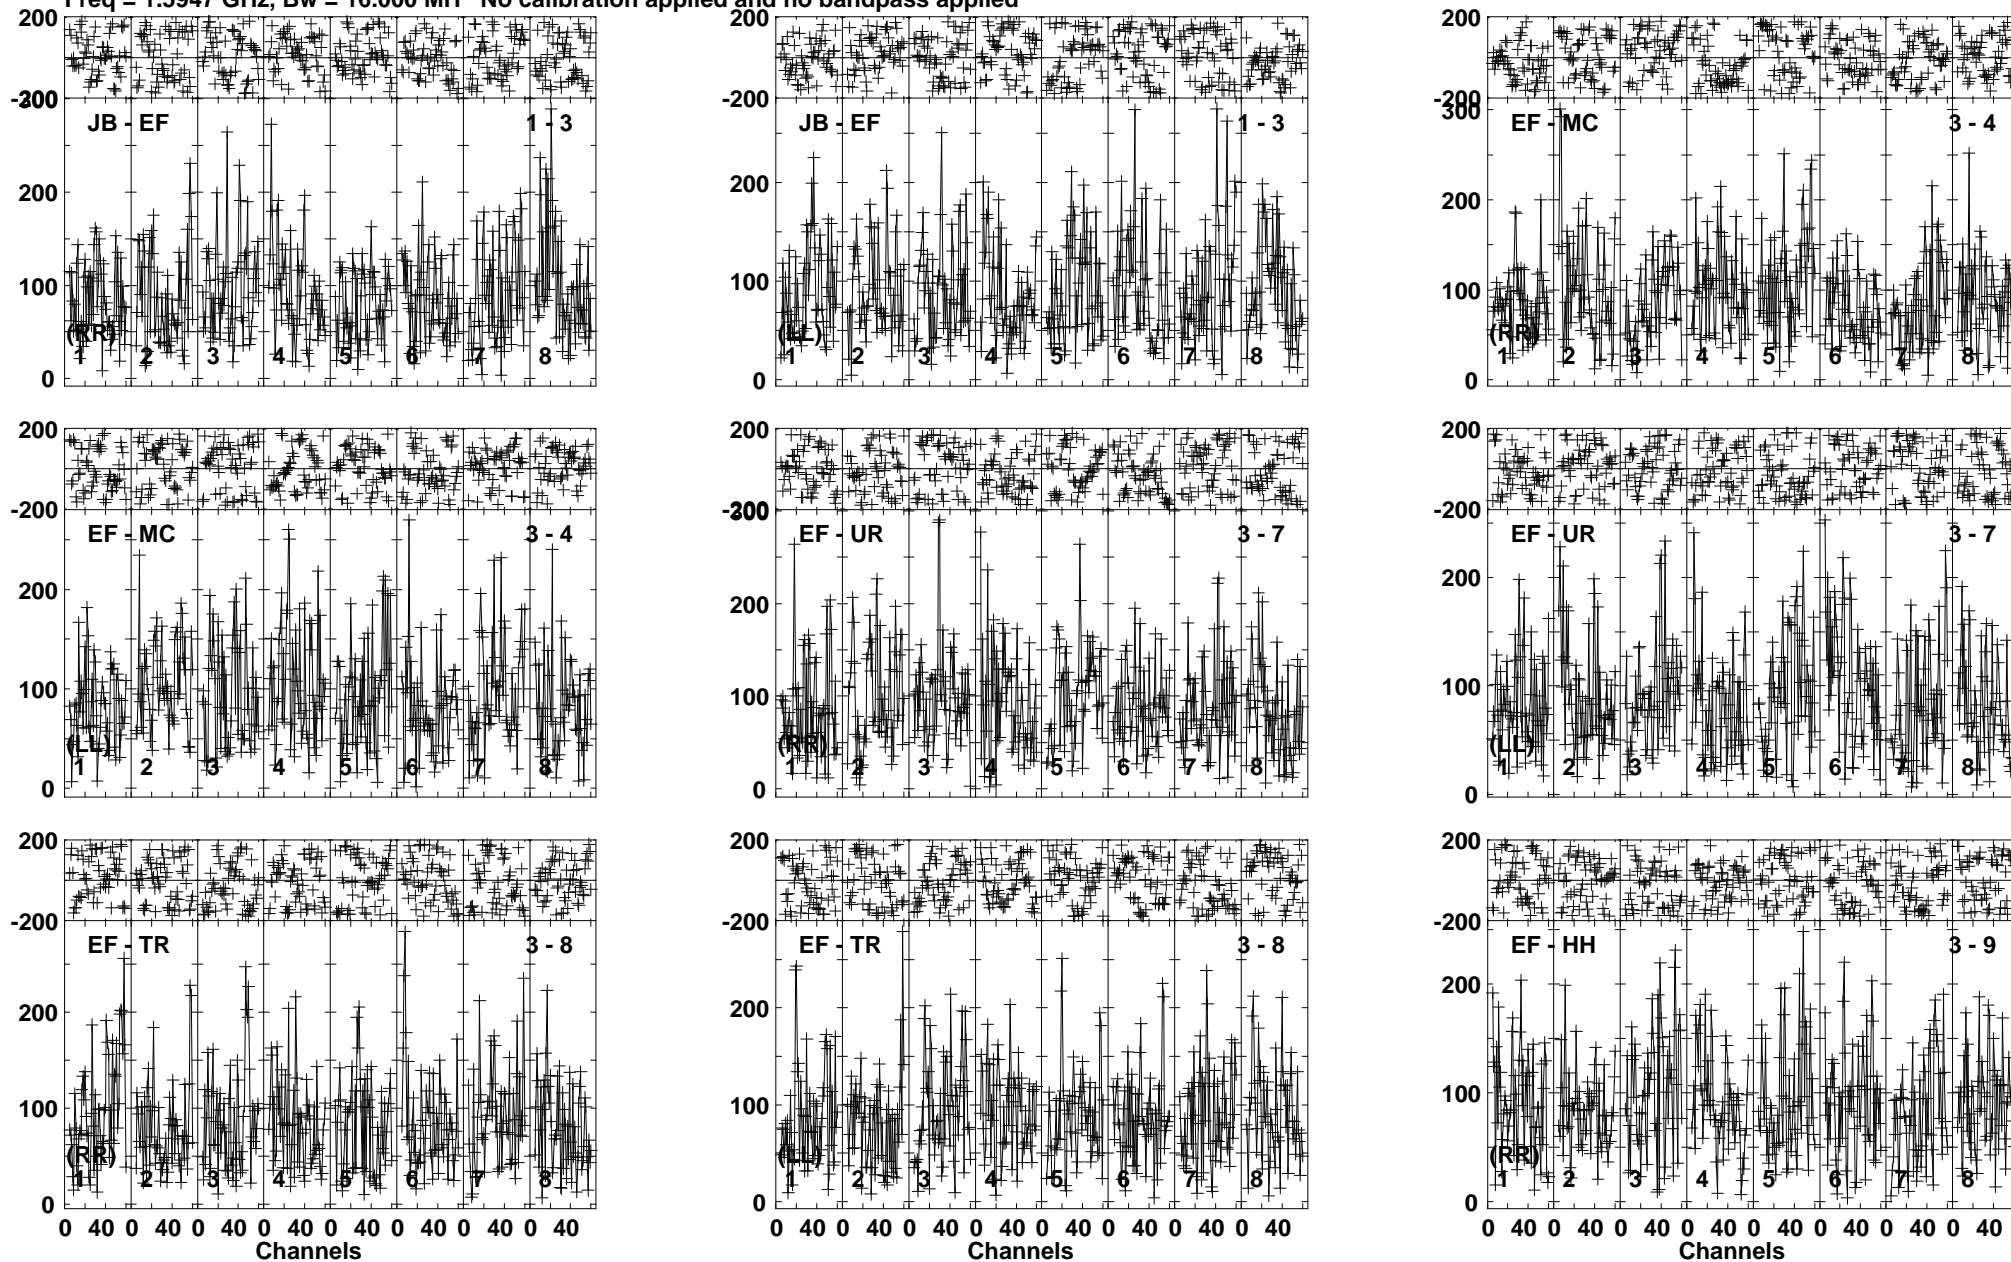 Freq = 1.5947 GHz, Bw = 16.000 MH No calibration applied and no bandpass applied
200 200 200
-200 -200 -200
300 300
JB - EF 1 - 3 JB - EF 1 - 3 EF - MC 3 - 4
200 200 200
100 100 100
(RR) (LL) (RR)
1 2 3 4 5 6 7 8 1 2 3 4 5 6 7 8 1 2 3 4 5 6 7 8
0 0 0
200 200 200
-200 -200
300
EF - MC 3 - 4 EF - UR 3 - 7 EF - UR 3 - 7
200 200 200
100 100 100
(LL) (RR) (LL)
1 2 3 4 5 6 7 8 1 2 3 4 5 6 7 8 1 2 3 4 5 6 7 8
0 0 0
200 200 200
-200 -200 -200
EF - TR 3 - 8 EF - TR 3 - 8 EF - HH 3 - 9
200 200 200
100 100 100
(RR) (LL) (RR)
1 2 3 4 5 6 7 8 1 2 3 4 5 6 7 8 1 2 3 4 5 6 7 8
0 0 0
0 40 0 40 0 40 0 40 0 40 0 40 0 40 0 40 0 40 0 40 0 40 0 40 0 40 0 40 0 40 0 40 0 40 0 40 0 40 0 40 0 40 0 40 0 40 0 40
Channels Channels Channels